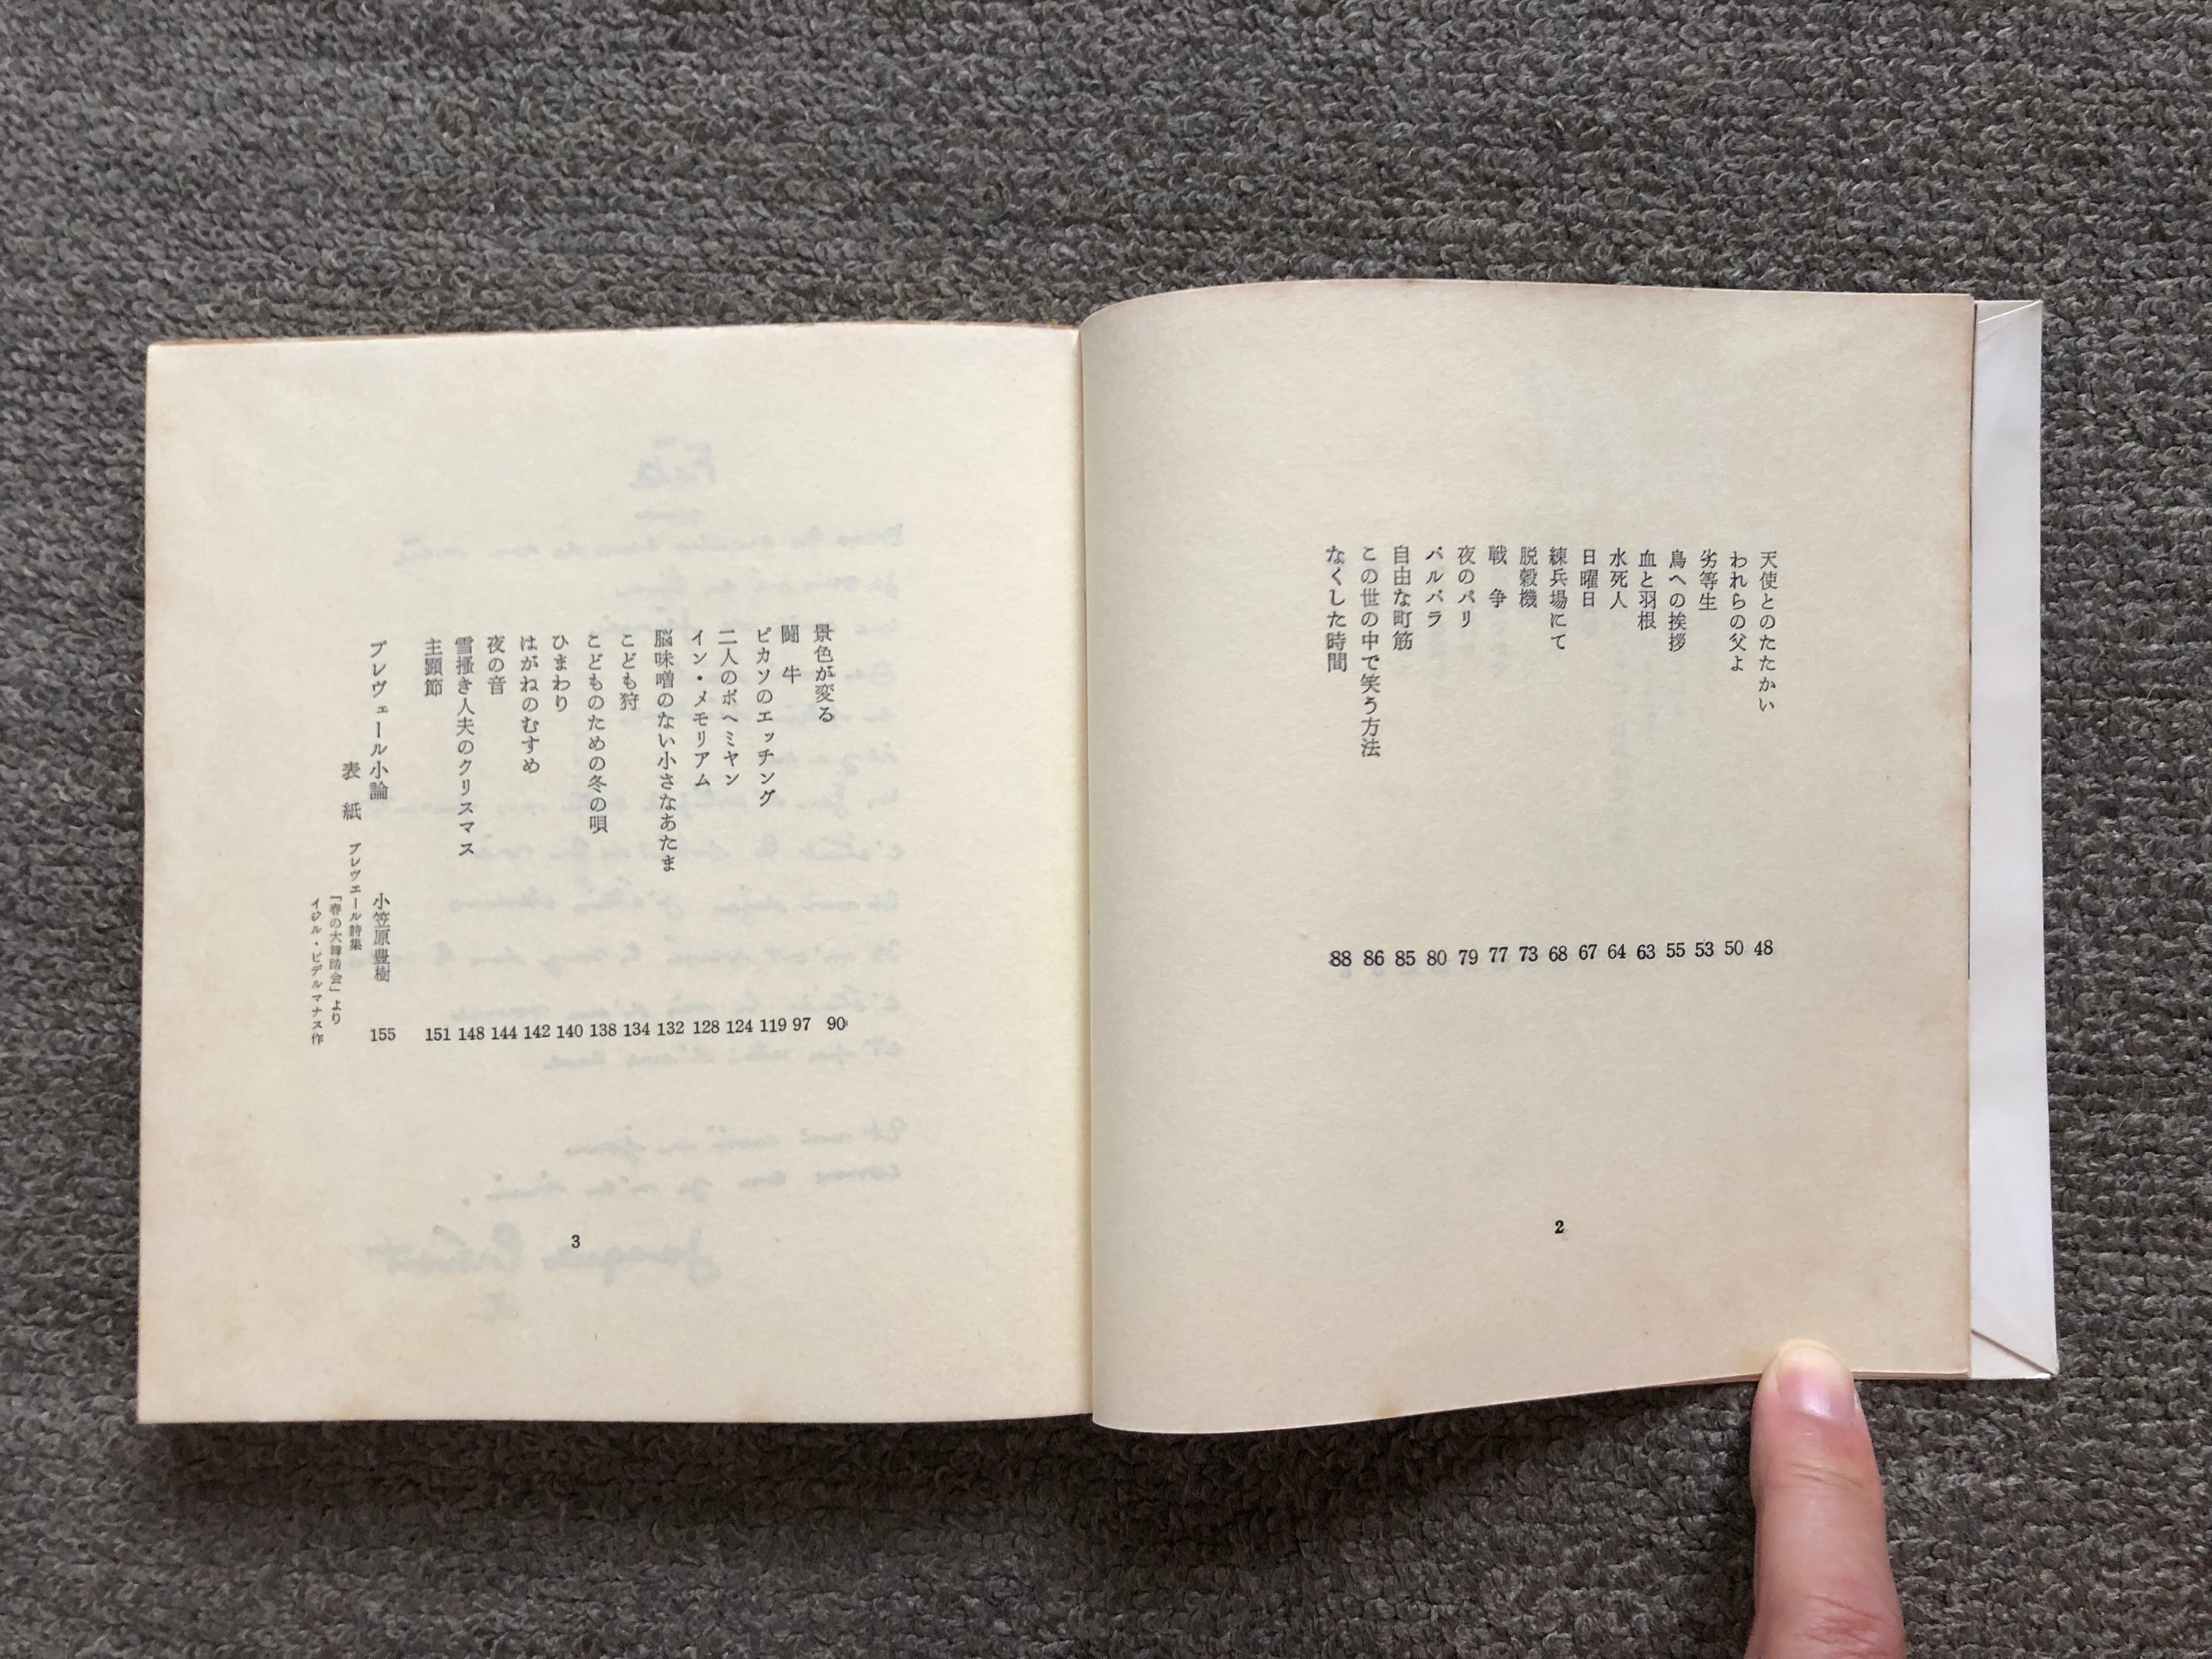 天使とのたたかい 48
われらの父よ 50
劣等生 53
鳥への挨拶 55
血と羽根 63
水死人 64
日曜日 67
練兵場にて 68
脱穀機 73
戦争 77
夜のパリ 79
バルバラ 80
自由な町筋 85
この世の中で笑う方法 86
なくした時間 88
2
景色が変る 90
闘牛 97
ピカソのエッチング 119
二人のボヘミヤン 124
イン・メモリアム 128
脳味噌のない小さなあたま 132
こども狩 134
こどものための冬の唄 138
ひまわり 140
はがねのむすめ 142
夜の音 144
雪掻き人夫のクリスマス 148
主顕節 151
プレヴェール小論 小笠原豊樹 155
表紙 プレヴェール詩集
「春の大舞踏会」より
イジル・ビデルマナス作
3